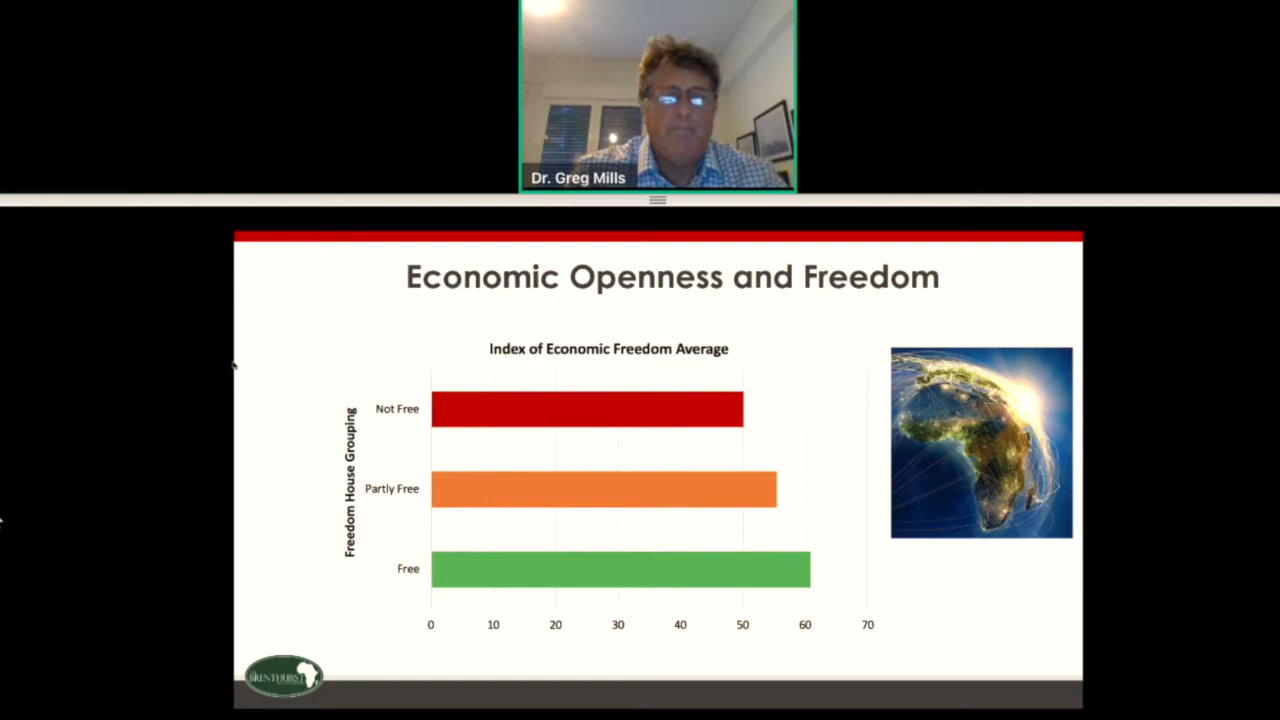 Dr. Greg Mills
Economic Openness and Freedom
Index of Economic Freedom Average
Freedom House Grouping
Not Free
Partly Free
Free
0 10 20 30 40 50 60 70
BRENTHURST